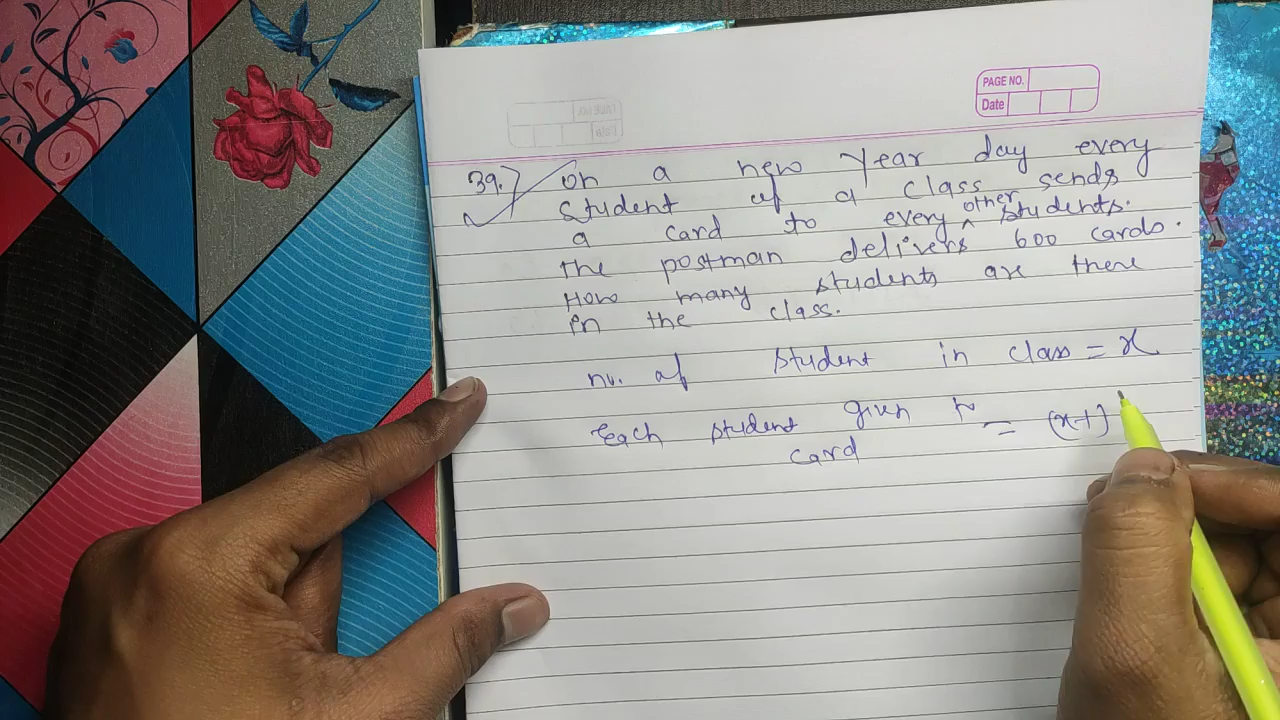 PAGE NO.
Date
39.) On a new Year day every
student of a class sends
a card to every other students.
the postman delivers 600 cards.
How many students are there
in the class.
no. of student in class = x
Each student given = (x+)
card